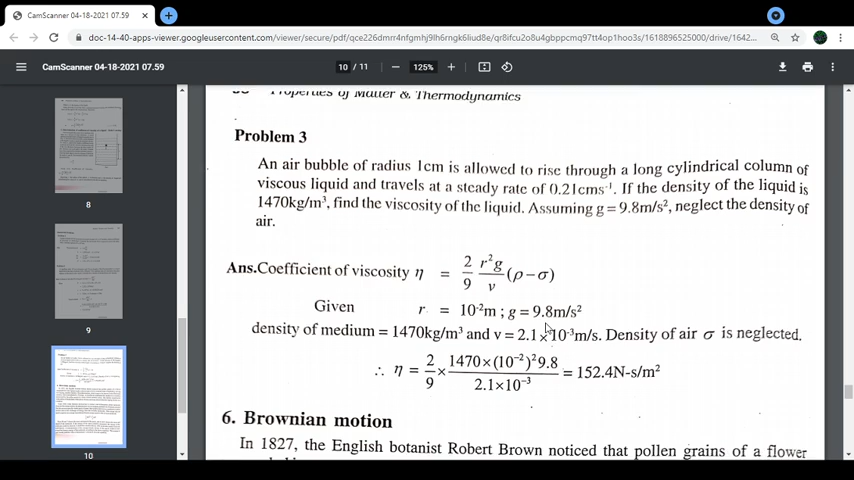 CamScanner 04-18-2021 07.59
doc-14-40-apps-viewer.googleusercontent.com/viewer/secure/pdf/qce226dmrr4nfgmhj9lh6rngk6liud8e/qr8ifcu2o8u4gbppcmq97tt4op1hoo3s/1618896525000/drive/1642...
CamScanner 04-18-2021 07.59
10 / 11
125%
8
9
10
Properties of Matter & Thermodynamics
Problem 3
An air bubble of radius 1cm is allowed to rise through a long cylindrical column of
viscous liquid and travels at a steady rate of 0.21cms⁻¹. If the density of the liquid is
1470kg/m³, find the viscosity of the liquid. Assuming g = 9.8m/s², neglect the density of
air.
Ans.Coefficient of viscosity η = 2/9 r²g/v (ρ − σ)
Given r = 10⁻²m ; g = 9.8m/s²
density of medium = 1470kg/m³ and v = 2.1×10⁻³m/s. Density of air σ is neglected.
∴ η = 2/9 × 1470×(10⁻²)²9.8 / 2.1×10⁻³ = 152.4N-s/m²
6. Brownian motion
In 1827, the English botanist Robert Brown noticed that pollen grains of a flower